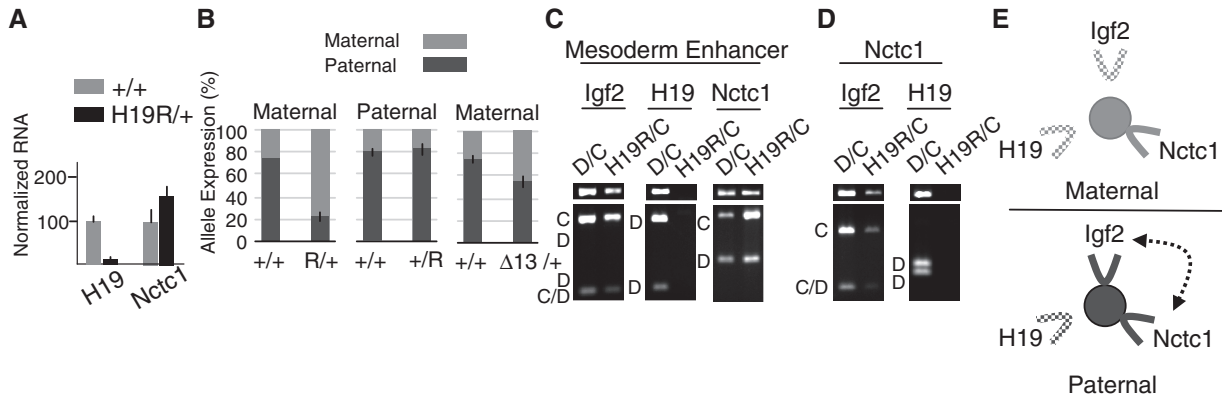 A
+/+
H19R/+
Normalized RNA
200
100
H19
Nctc1
B
Maternal
Paternal
Allele Expression (%)
Maternal
Paternal
Maternal
100
80
60
40
20
0
+/+
R/+
+/+
+/R
+/+
Δ13 /+
C
Mesoderm Enhancer
Igf2
H19
Nctc1
D/C
H19R/C
D/C
H19R/C
D/C
H19R/C
C
D
D
C/D
D
D
C
D
D
Nctc1
Igf2
H19
D/C
H19R/C
D/C
H19R/C
C
C/D
D
D
D
E
Igf2
H19
Nctc1
Maternal
Igf2
H19
Nctc1
Paternal